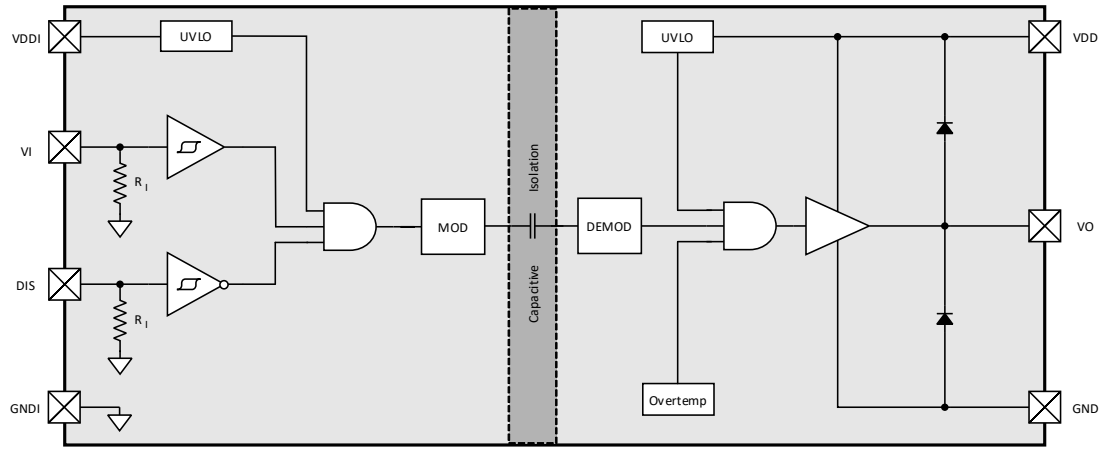 VDDI
UVLO
UVLO
VDD
VI
R I
Capacitive Isolation
MOD
DEMOD
VO
DIS
R I
Overtemp
GNDI
GND